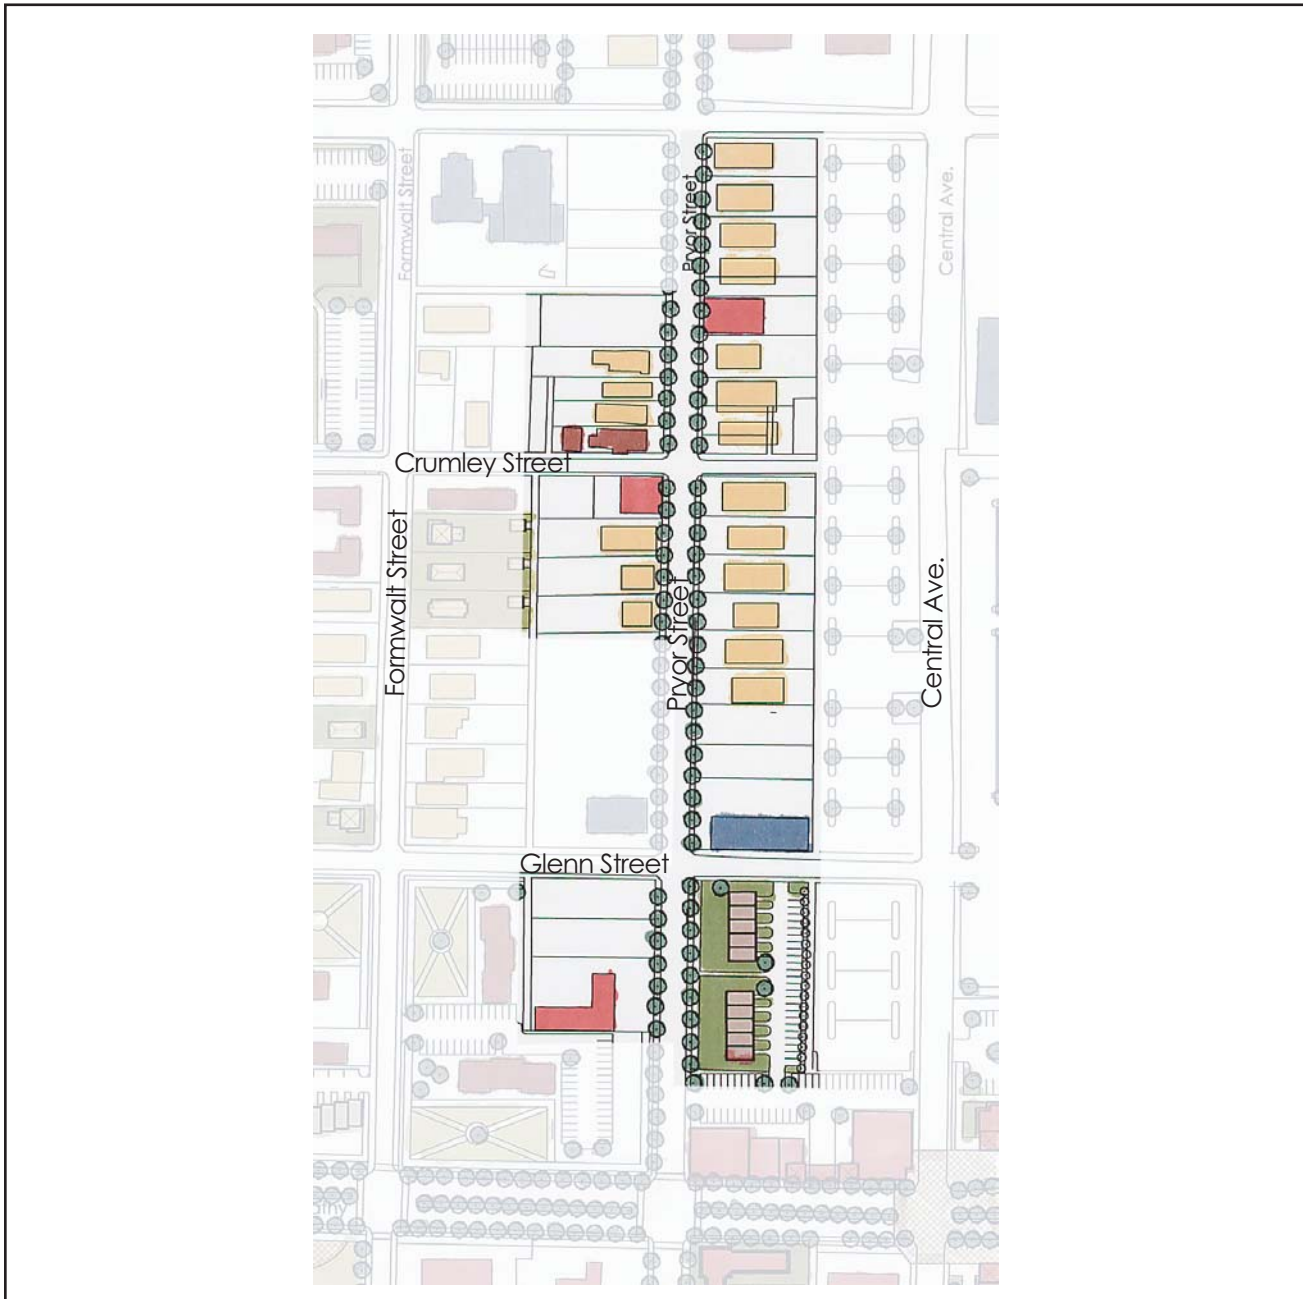 Formwalt Street
Pryor Street
Central Ave.
Crumley Street
Formwalt Street
Pryor Street
Central Ave.
Glenn Street